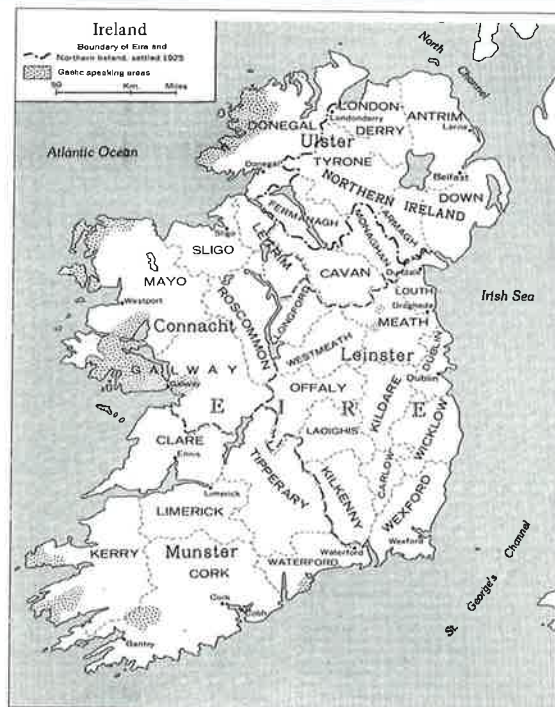 Ireland
Boundary of Eire and
Northern Ireland, settled 1925
Gaelic speaking areas
50 Km. Miles
North Channel
Atlantic Ocean
Irish Sea
St. George's Channel
DONEGAL
LONDON-
DERRY
Londonderry
ANTRIM
Larne
Ulster
TYRONE
Donegal
Belfast
NORTHERN IRELAND
DOWN
FERMANAGH
ARMAGH
MONAGHAN
Sligo
SLIGO
LEITRIM
CAVAN
Dundalk
MAYO
LOUTH
Drogheda
Westport
ROSCOMMON
LONGFORD
MEATH
Connacht
WESTMEATH
Leinster
DUBLIN
GALWAY
Galway
OFFALY
KILDARE
Dublin
E I R E
LAOIGHIS
WICKLOW
CLARE
Ennis
CARLOW
TIPPERARY
KILKENNY
Limerick
LIMERICK
WEXFORD
Wexford
KERRY
Munster
Waterford
WATERFORD
CORK
Cork
Cobh
Bantry